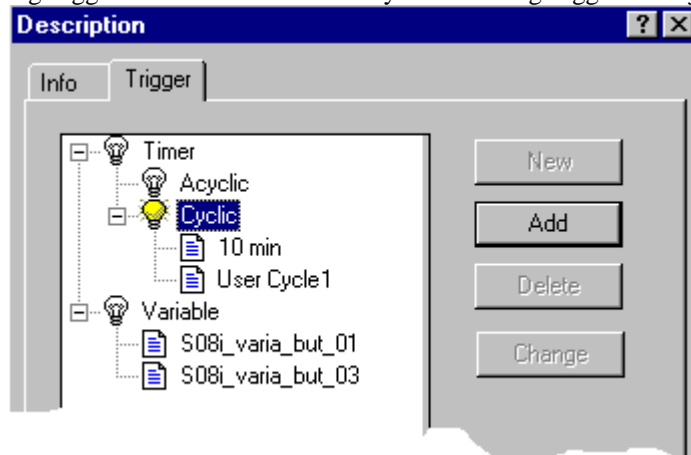 Description
Info Trigger
Timer
New
Acyclic
Cyclic
Add
10 min
User Cycle1
Delete
Variable
S08i_varia_but_01
Change
S08i_varia_but_03